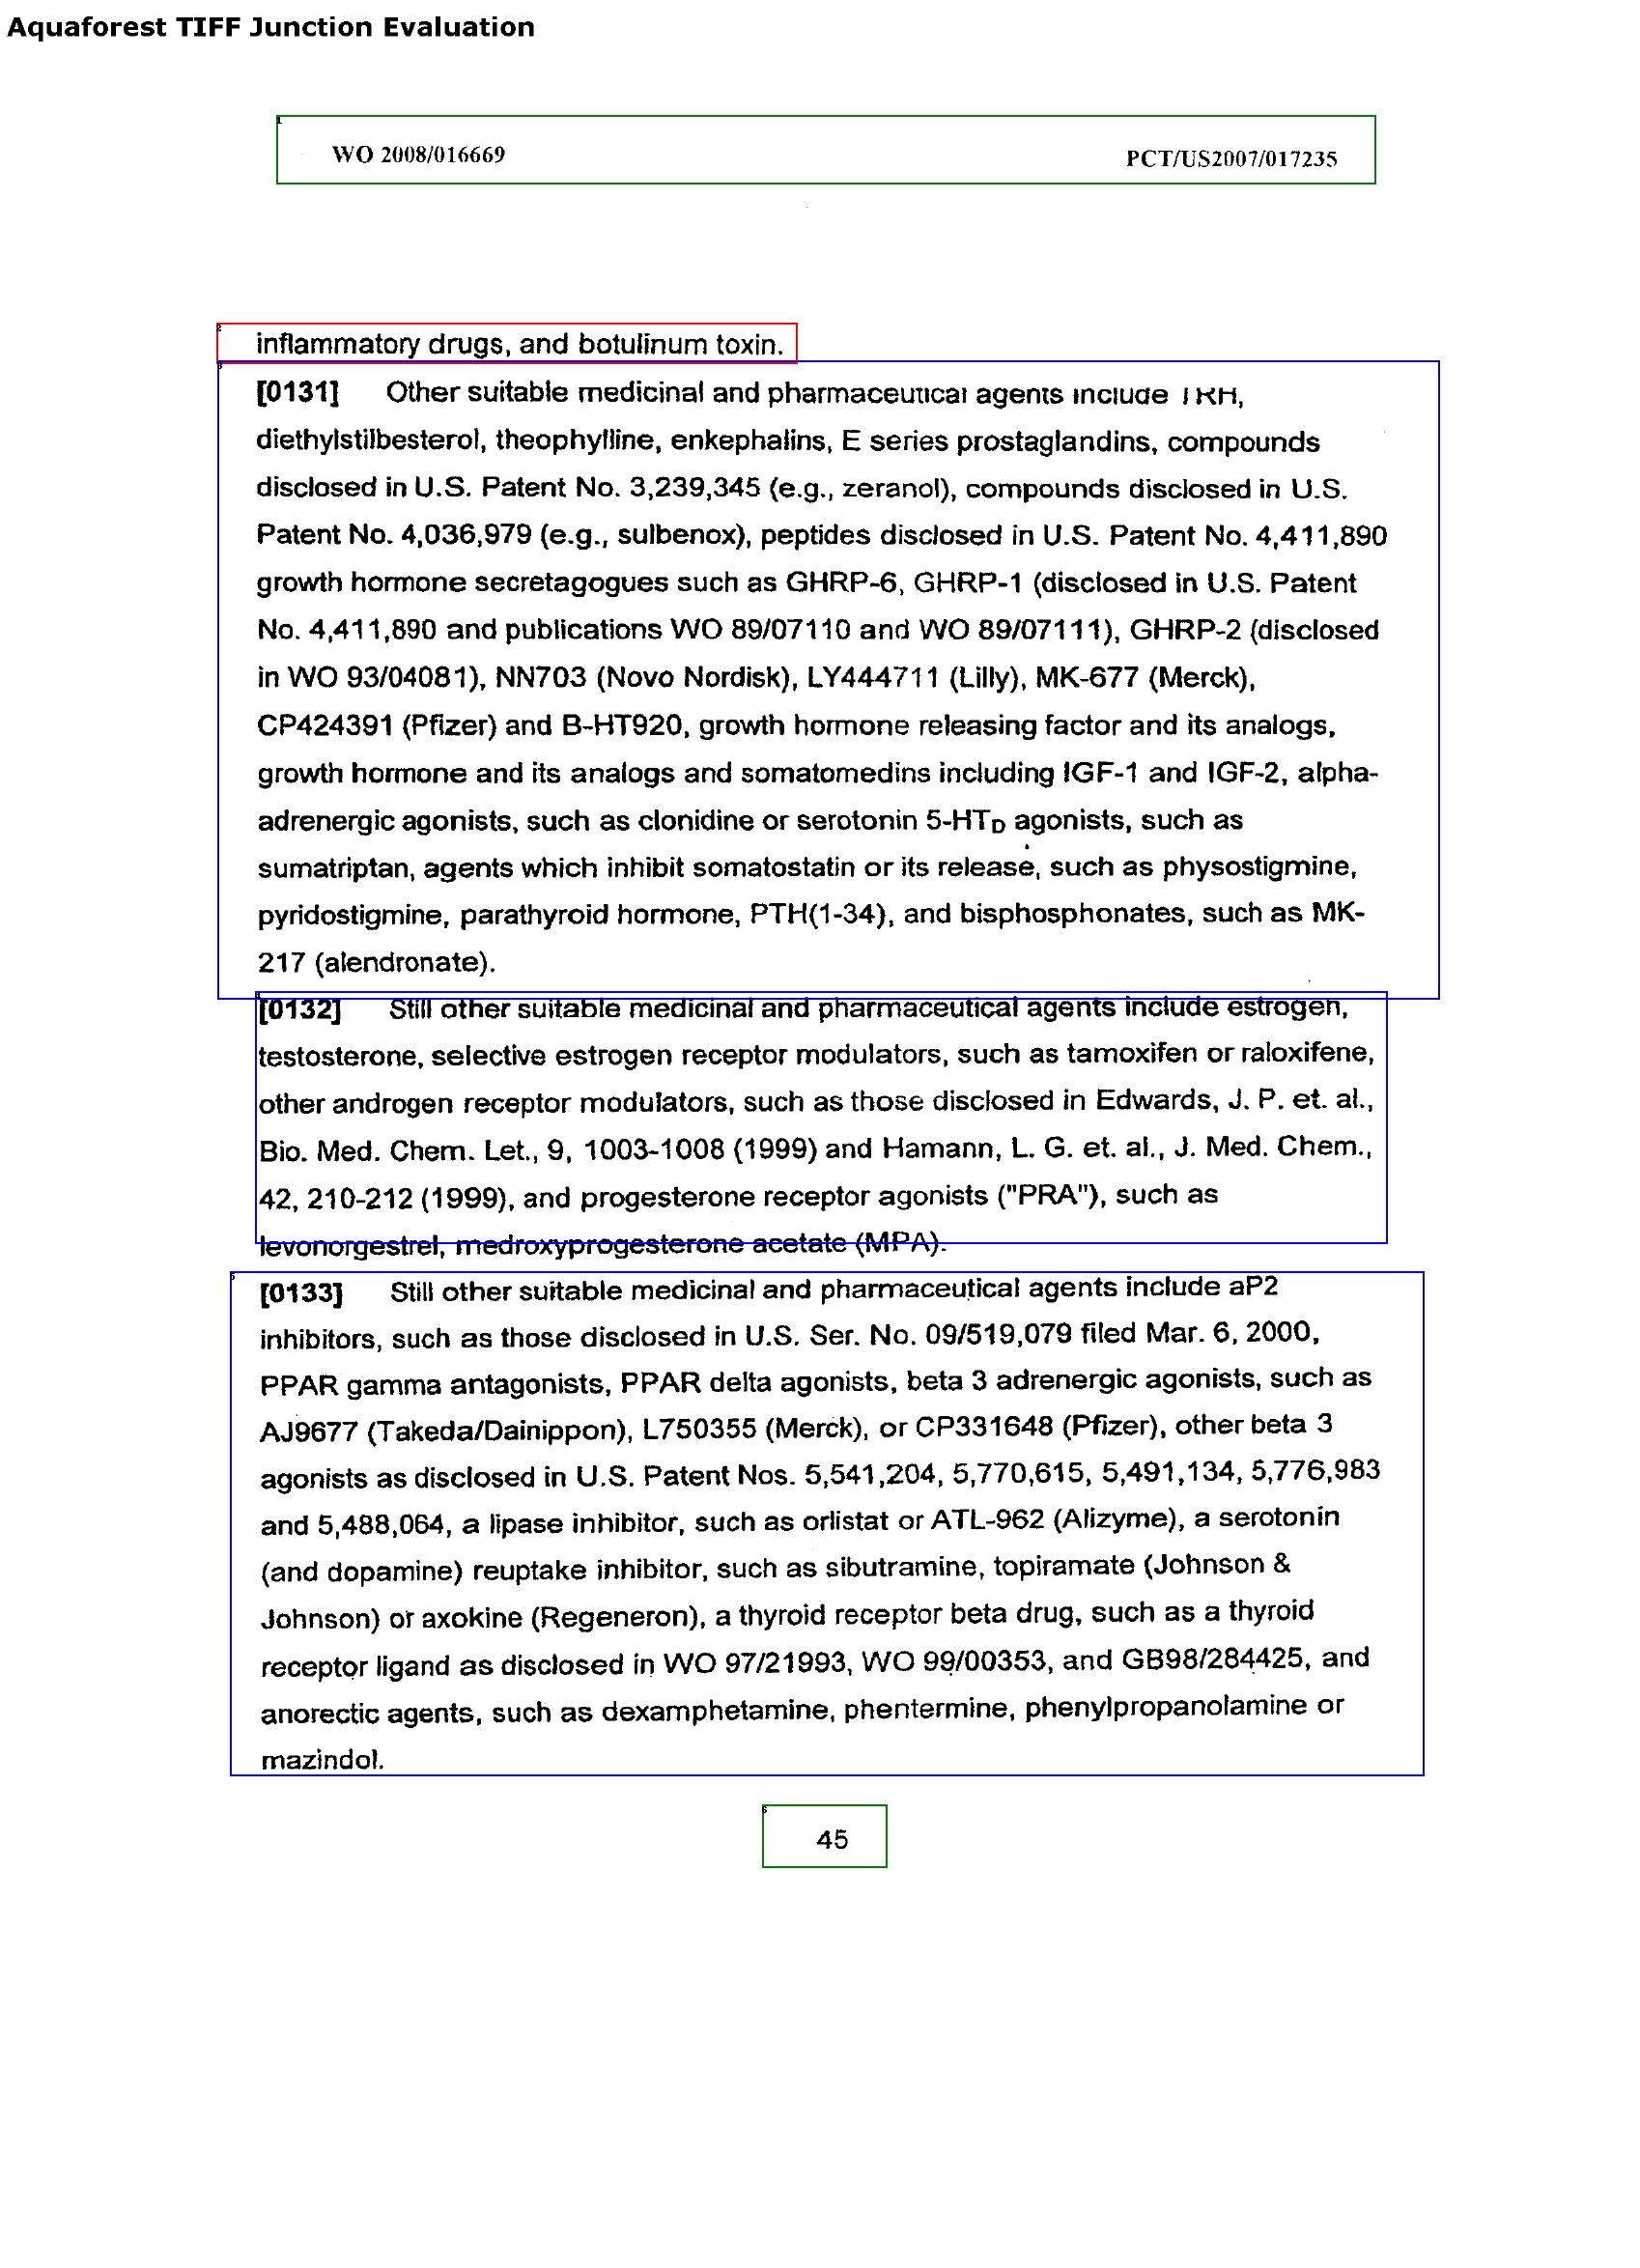 Aquaforest TIFF Junction Evaluation
WO 2008/016669 PCT/US2007/017235
inflammatory drugs, and botulinum toxin.
[0131] Other suitable medicinal and pharmaceutical agents include TRH,
diethylstilbesterol, theophylline, enkephalins, E series prostaglandins, compounds
disclosed in U.S. Patent No. 3,239,345 (e.g., zeranol), compounds disclosed in U.S.
Patent No. 4,036,979 (e.g., sulbenox), peptides disclosed in U.S. Patent No. 4,411,890
growth hormone secretagogues such as GHRP-6, GHRP-1 (disclosed in U.S. Patent
No. 4,411,890 and publications WO 89/07110 and WO 89/07111), GHRP-2 (disclosed
in WO 93/04081), NN703 (Novo Nordisk), LY444711 (Lilly), MK-677 (Merck),
CP424391 (Pfizer) and B-HT920, growth hormone releasing factor and its analogs,
growth hormone and its analogs and somatomedins including IGF-1 and IGF-2, alpha-
adrenergic agonists, such as clonidine or serotonin 5-HTD agonists, such as
sumatriptan, agents which inhibit somatostatin or its release, such as physostigmine,
pyridostigmine, parathyroid hormone, PTH(1-34), and bisphosphonates, such as MK-
217 (alendronate).
[0132] Still other suitable medicinal and pharmaceutical agents include estrogen,
testosterone, selective estrogen receptor modulators, such as tamoxifen or raloxifene,
other androgen receptor modulators, such as those disclosed in Edwards, J. P. et. al.,
Bio. Med. Chem. Let., 9, 1003-1008 (1999) and Hamann, L. G. et. al., J. Med. Chem.,
42, 210-212 (1999), and progesterone receptor agonists ("PRA"), such as
levonorgestrel, medroxyprogesterone acetate (MPA).
[0133] Still other suitable medicinal and pharmaceutical agents include aP2
inhibitors, such as those disclosed in U.S. Ser. No. 09/519,079 filed Mar. 6, 2000,
PPAR gamma antagonists, PPAR delta agonists, beta 3 adrenergic agonists, such as
AJ9677 (Takeda/Dainippon), L750355 (Merck), or CP331648 (Pfizer), other beta 3
agonists as disclosed in U.S. Patent Nos. 5,541,204, 5,770,615, 5,491,134, 5,776,983
and 5,488,064, a lipase inhibitor, such as orlistat or ATL-962 (Alizyme), a serotonin
(and dopamine) reuptake inhibitor, such as sibutramine, topiramate (Johnson &
Johnson) or axokine (Regeneron), a thyroid receptor beta drug, such as a thyroid
receptor ligand as disclosed in WO 97/21993, WO 99/00353, and GB98/284425, and
anorectic agents, such as dexamphetamine, phentermine, phenylpropanolamine or
mazindol.
45